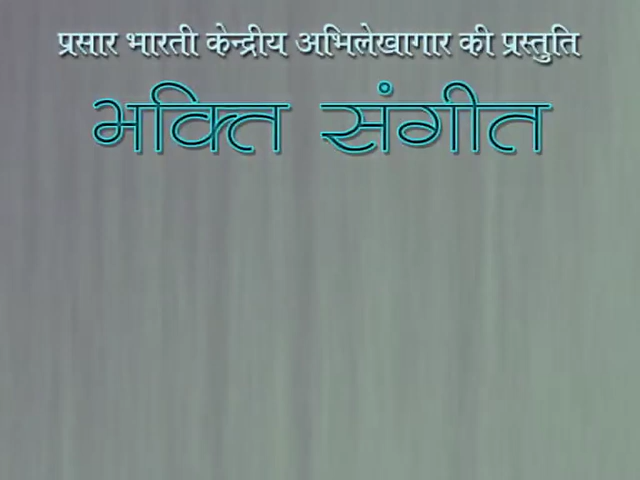 प्रसार भारती केन्द्रीय अभिलेखागार की प्रस्तुति
भक्ति संगीत